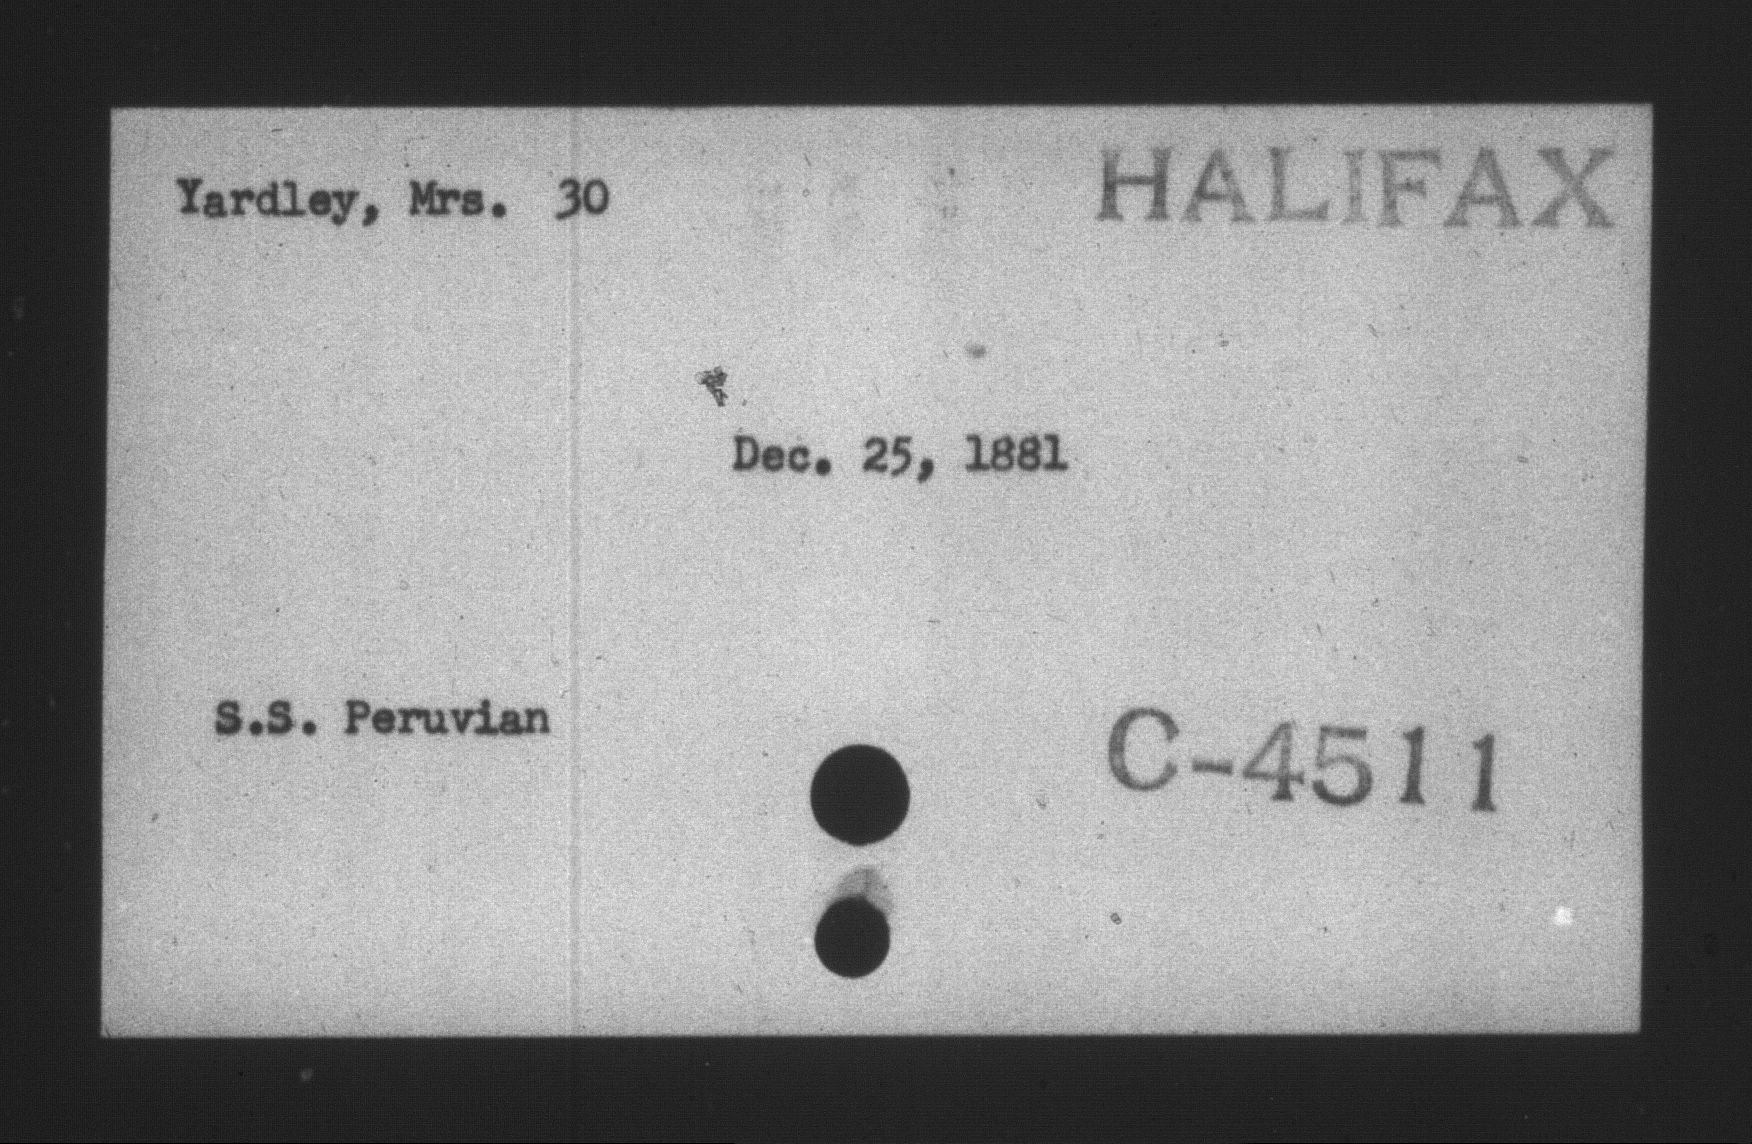 Yardley, Mrs. 30
HALIFAX
Dec. 25, 1881
S.S. Peruvian
C-4511